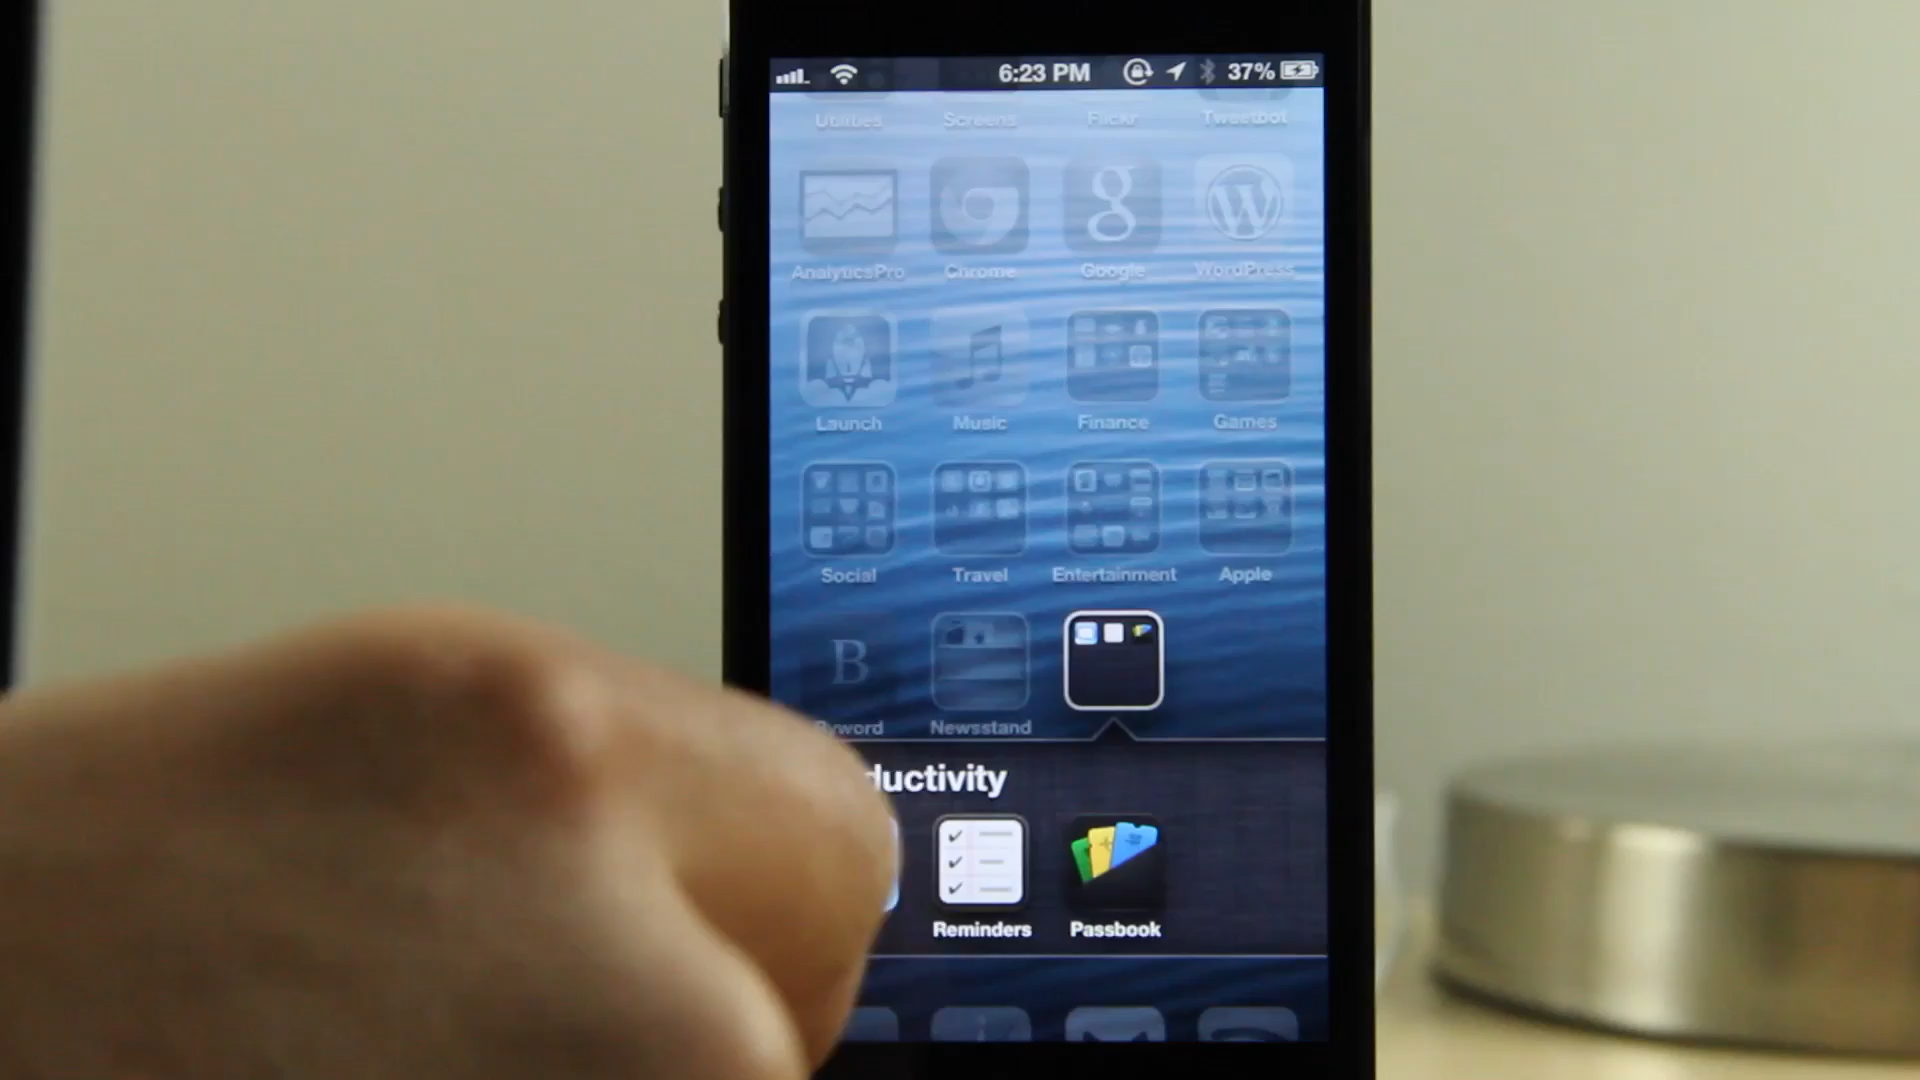 6:23 PM 37%
Utilities Screens Flickr Tweetbot
g W
AnalyticsPro Chrome Google WordPress
Launch Music Finance Games
Social Travel Entertainment Apple
B
yword Newsstand
ductivity
Reminders Passbook